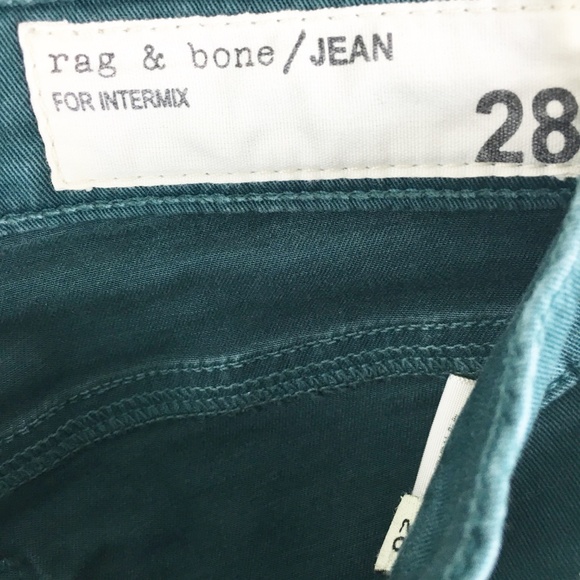 rag & bone/JEAN
FOR INTERMIX
28